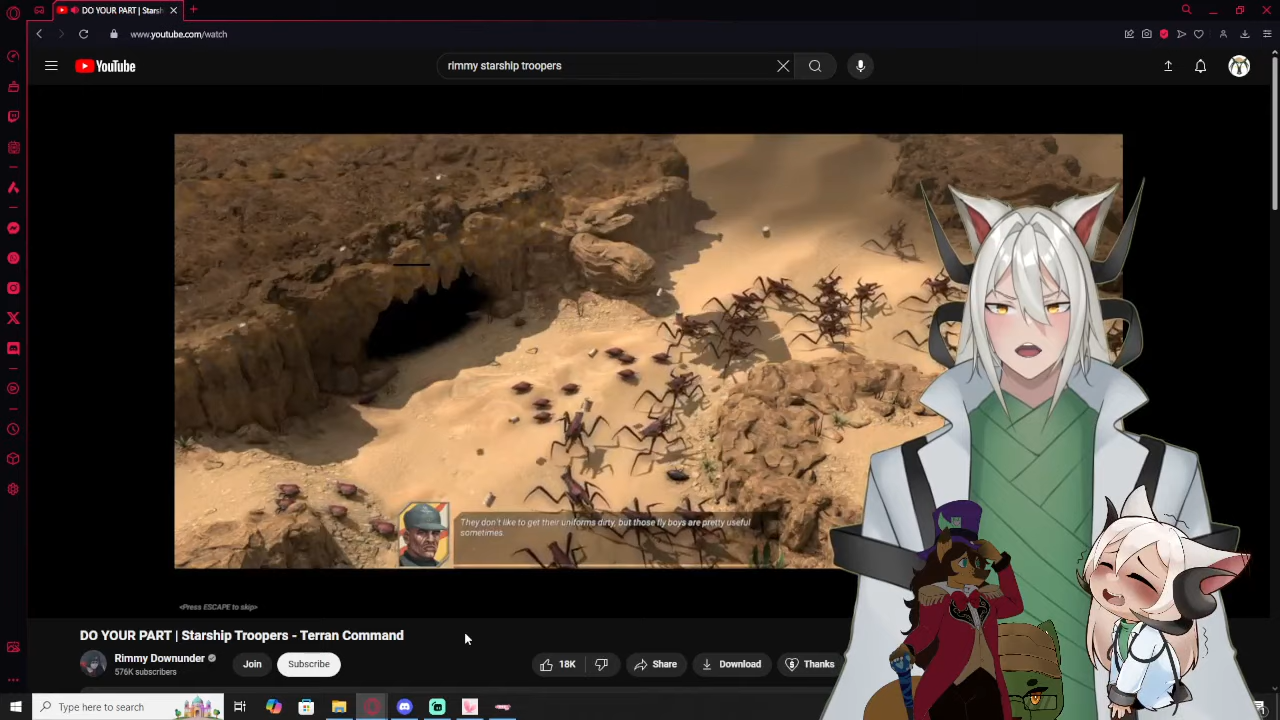 DO YOUR PART | Starsh
www.youtube.com/watch
YouTube
rimmy starship troopers
They don't like to get their uniforms dirty, but those fly boys are pretty useful
sometimes.
<Press ESCAPE to skip>
DO YOUR PART | Starship Troopers - Terran Command
Rimmy Downunder
576K subscribers
Join
Subscribe
18K
Share
Download
Thanks
Type here to search